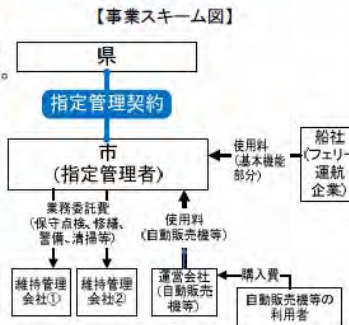 【事業スキーム図】
。
県
指定管理契約
市
(指定管理者)
使用料
(基本機能
部分)
船社
(フェリー
運航
企業)
業務委託費
(保守点検、修繕、
警備、清掃等)
使用料
(自動販売機等)
維持管理
会社①
維持管理
会社②
運営会社
(自動販売
機等)
購入費
自動販売機等の
利用者